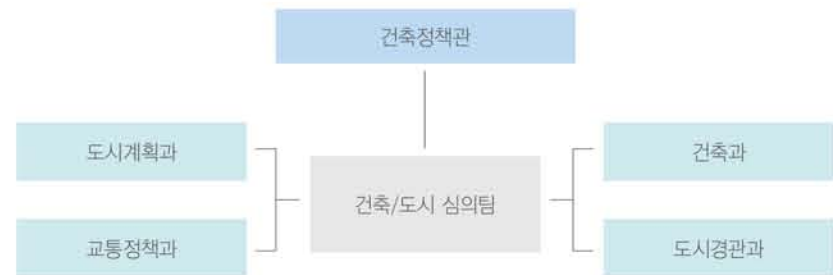 건축정책관
도시계획과
건축과
건축/도시 심의팀
교통정책과
도시경관과